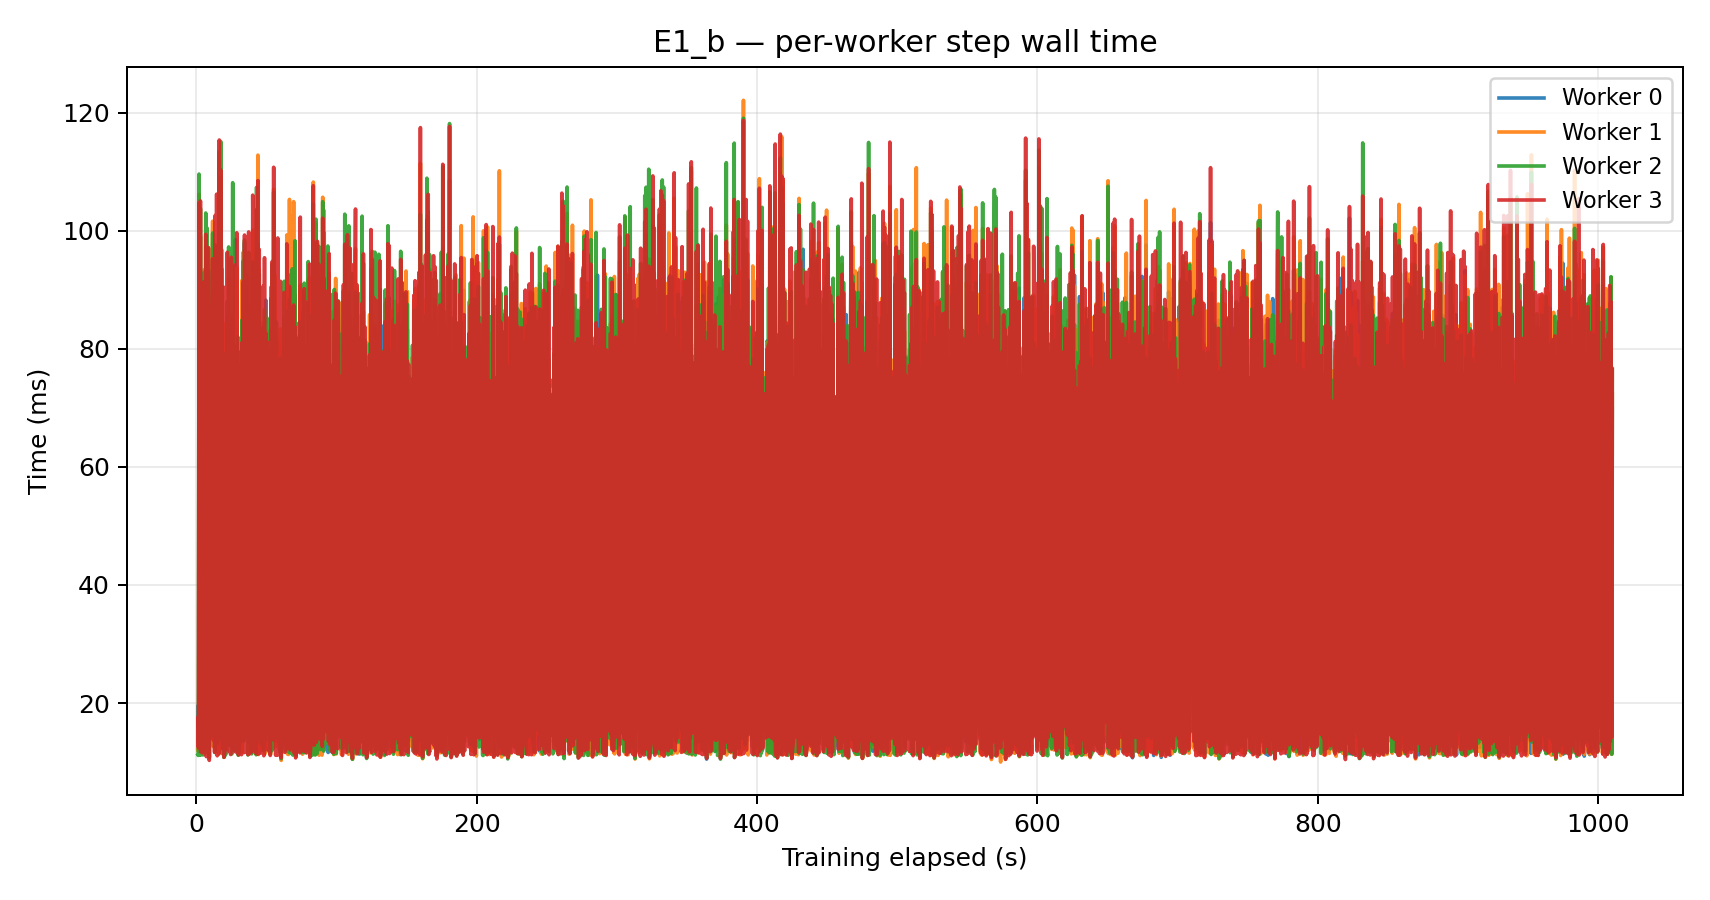 E1_b — per-worker step wall time
Worker 0
Worker 1
Worker 2
Worker 3
120
100
80
60
40
20
Time (ms)
0 200 400 600 800 1000
Training elapsed (s)